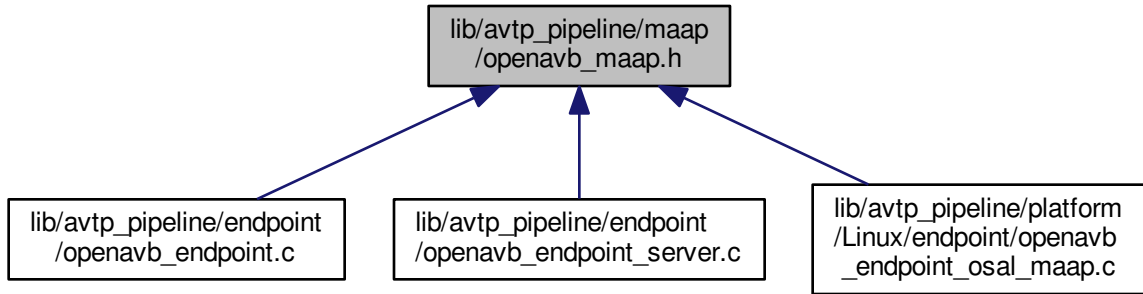 lib/avtp_pipeline/maap
/openavb_maap.h
lib/avtp_pipeline/endpoint
/openavb_endpoint.c
lib/avtp_pipeline/endpoint
/openavb_endpoint_server.c
lib/avtp_pipeline/platform
/Linux/endpoint/openavb
_endpoint_osal_maap.c